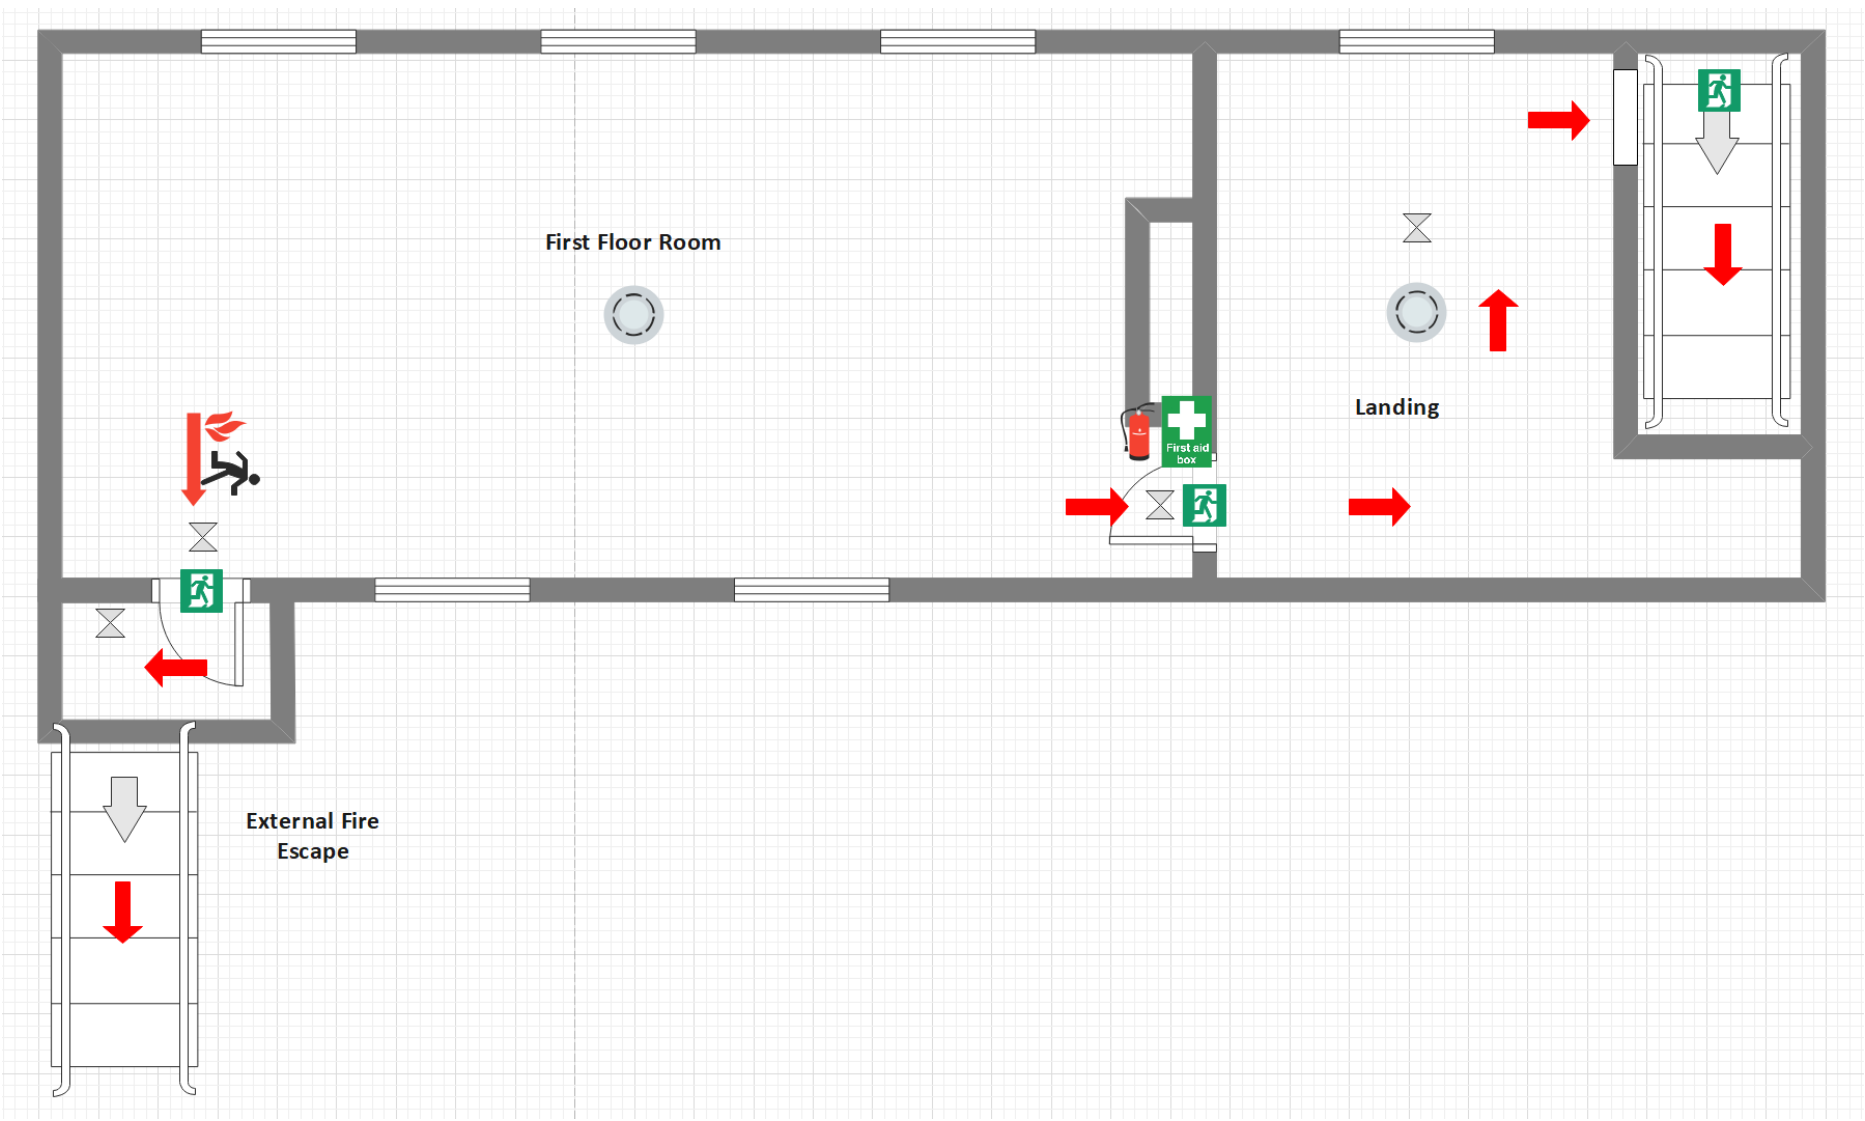 First Floor Room
Landing
First aid
box
External Fire
Escape